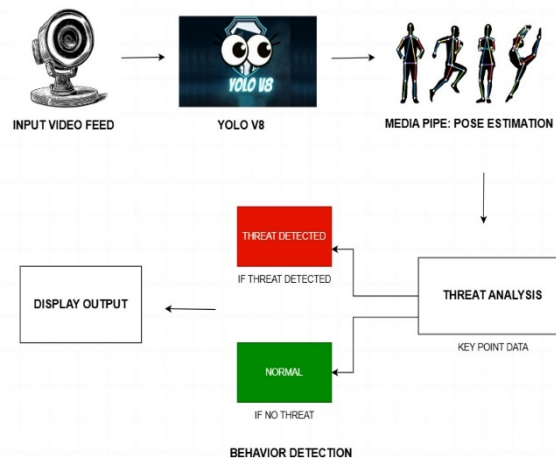 YOLO V8
INPUT VIDEO FEED
YOLO V8
MEDIA PIPE: POSE ESTIMATION
THREAT DETECTED
IF THREAT DETECTED
THREAT ANALYSIS
KEY POINT DATA
DISPLAY OUTPUT
NORMAL
IF NO THREAT
BEHAVIOR DETECTION